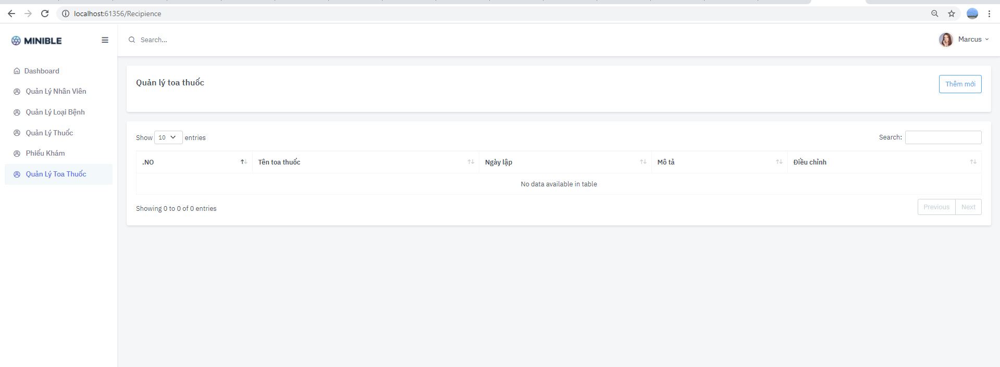 localhost:61356/Recipience
MINIBLE
Search...
Marcus
Dashboard
Quản Lý Nhân Viên
Quản Lý Loại Bệnh
Quản Lý Thuốc
Phiếu Khám
Quản Lý Toa Thuốc
Quản lý toa thuốc
Thêm mới
Show 10 entries
Search:
.NO Tên toa thuốc Ngày lập Mô tả Điều chỉnh
No data available in table
Showing 0 to 0 of 0 entries
Previous Next